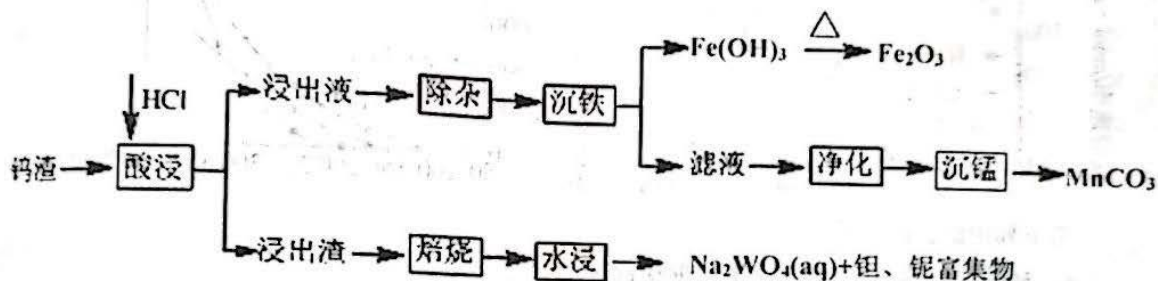 Fe(OH)₃ △ Fe₂O₃
HCl
浸出液 除杂 沉铁
钨渣 酸浸
滤液 净化 沉锰 MnCO₃
浸出渣 焙烧 水浸 Na₂WO₄(aq)+钽、铌富集物